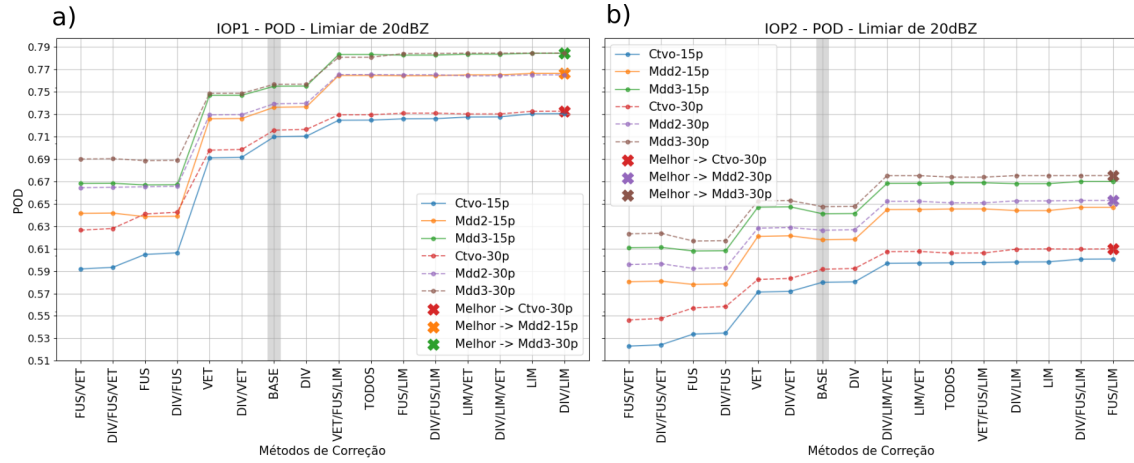 a)
IOP1 - POD - Limiar de 20dBZ
POD
0.79
0.77
0.75
0.73
0.71
0.69
0.67
0.65
0.63
0.61
0.59
0.57
0.55
0.53
0.51
Ctvo-15p
Mdd2-15p
Mdd3-15p
Ctvo-30p
Mdd2-30p
Mdd3-30p
Melhor -> Ctvo-30p
Melhor -> Mdd2-15p
Melhor -> Mdd3-30p
FUS/VET
DIV/FUS/VET
FUS
DIV/FUS
VET
DIV/VET
BASE
DIV
VET/FUS/LIM
TODOS
FUS/LIM
DIV/FUS/LIM
LIM/VET
DIV/LIM/VET
LIM
DIV/LIM
Métodos de Correção
b)
IOP2 - POD - Limiar de 20dBZ
Ctvo-15p
Mdd2-15p
Mdd3-15p
Ctvo-30p
Mdd2-30p
Mdd3-30p
Melhor -> Ctvo-30p
Melhor -> Mdd2-30p
Melhor -> Mdd3-30p
FUS/VET
DIV/FUS/VET
FUS
DIV/FUS
VET
DIV/VET
BASE
DIV
DIV/LIM/VET
LIM/VET
TODOS
VET/FUS/LIM
DIV/LIM
LIM
DIV/FUS/LIM
FUS/LIM
Métodos de Correção